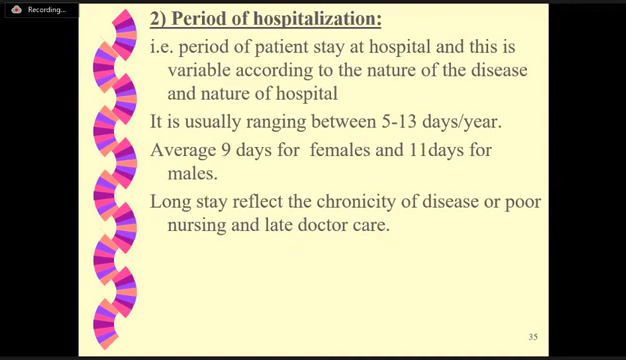 Recording...
2) Period of hospitalization:
i.e. period of patient stay at hospital and this is
variable according to the nature of the disease
and nature of hospital
It is usually ranging between 5-13 days/year.
Average 9 days for  females and 11days for
males.
Long stay reflect the chronicity of disease or poor
nursing and late doctor care.
35